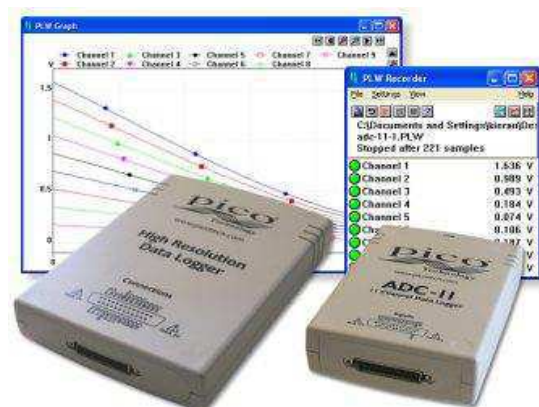 PLW Graph
Channel 1 Channel 3 Channel 5 Channel 7 Channel 9
Channel 2 Channel 4 Channel 6 Channel 8
V
1.5
1
0.5
0
0
PLW Recorder
File Settings View Help
C:\Documents and Settings\
adc-11-1.PLW
Stopped after 221 samples
Channel 1 1.536 V
Channel 2 0.989 V
Channel 3 0.493 V
Channel 4 0.184 V
Channel 5 0.074 V
V
V
V
V
pico
Technology
High Resolution
Data Logger
Connections
pico
Technology
ADC-11
11 Channel Data Logger